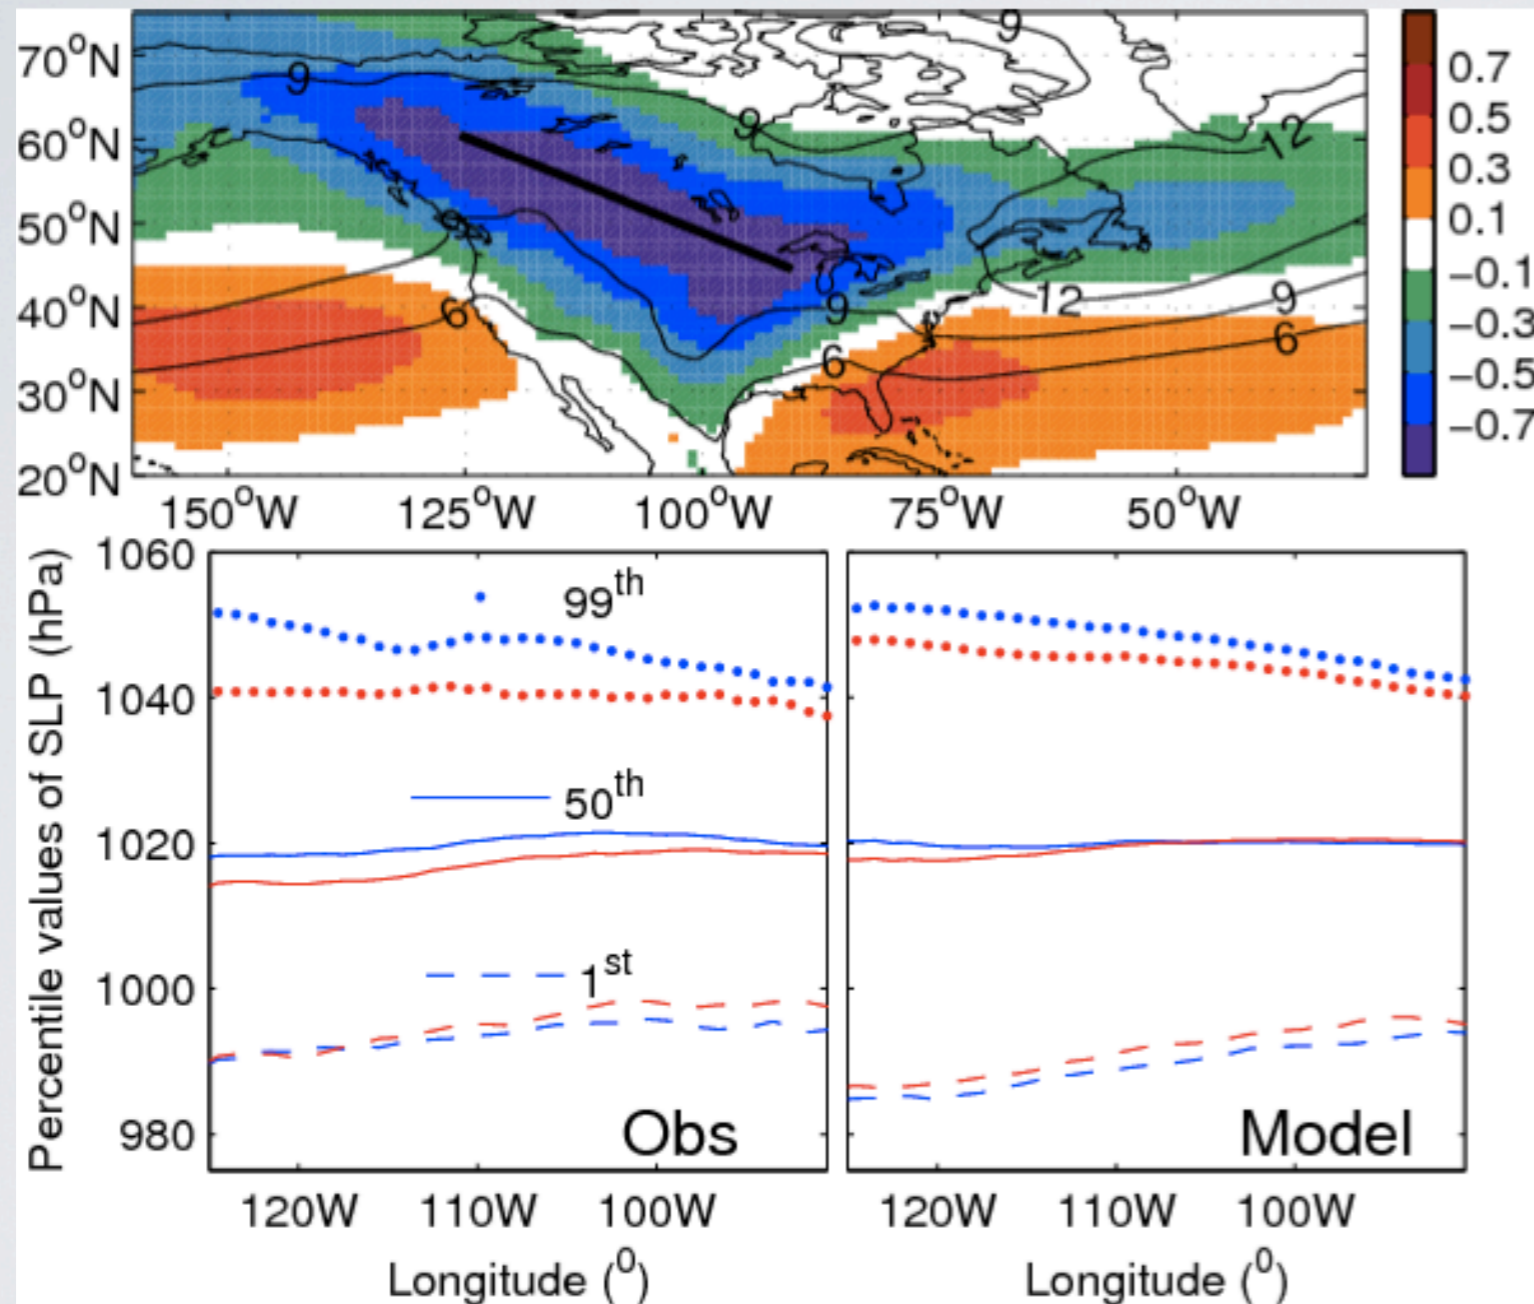 70°N
60°N
50°N
40°N
30°N
20°N
9
9
9
9
12
12
9
6
9
6
6
0.7
0.5
0.3
0.1
−0.1
−0.3
−0.5
−0.7
150°W 125°W 100°W 75°W 50°W
Percentile values of SLP (hPa)
1060
1040
1020
1000
980
99th
50th
1st
Obs
Model
120W 110W 100W
120W 110W 100W
Longitude (0)
Longitude (0)